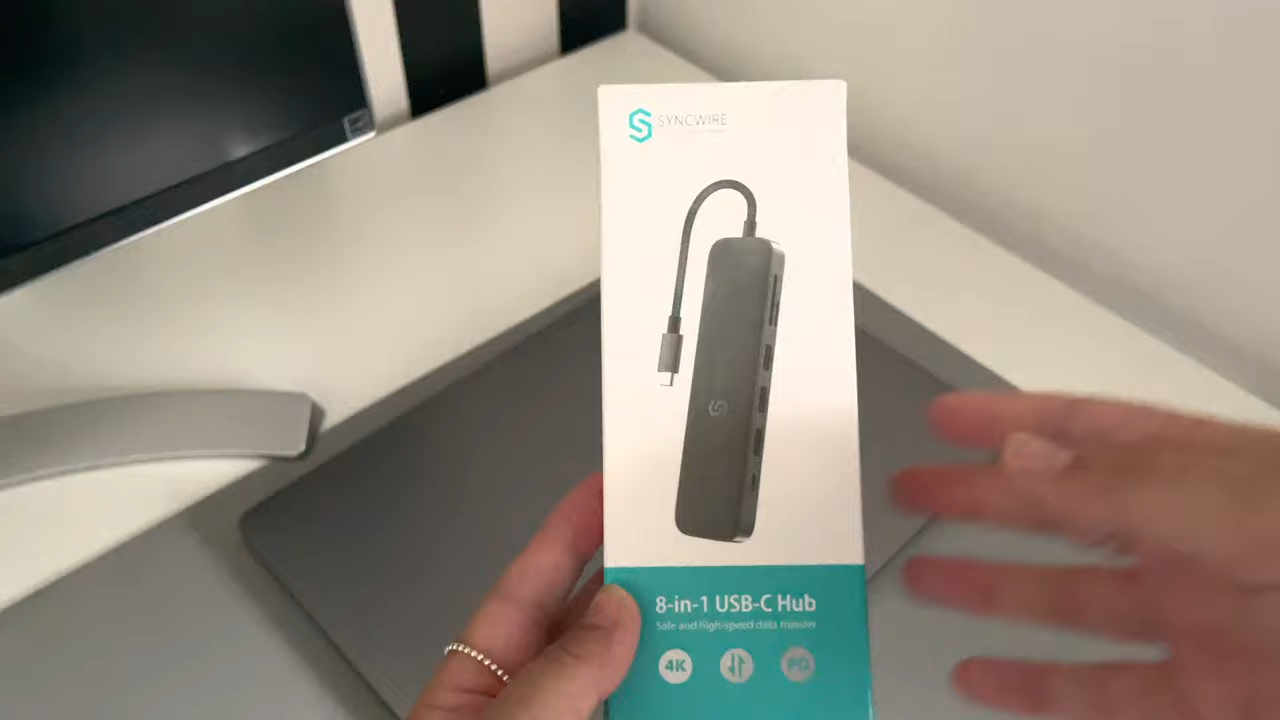 SYNCWIRE
8-in-1 USB-C Hub
Safe and high-speed data transfer
4K
PD